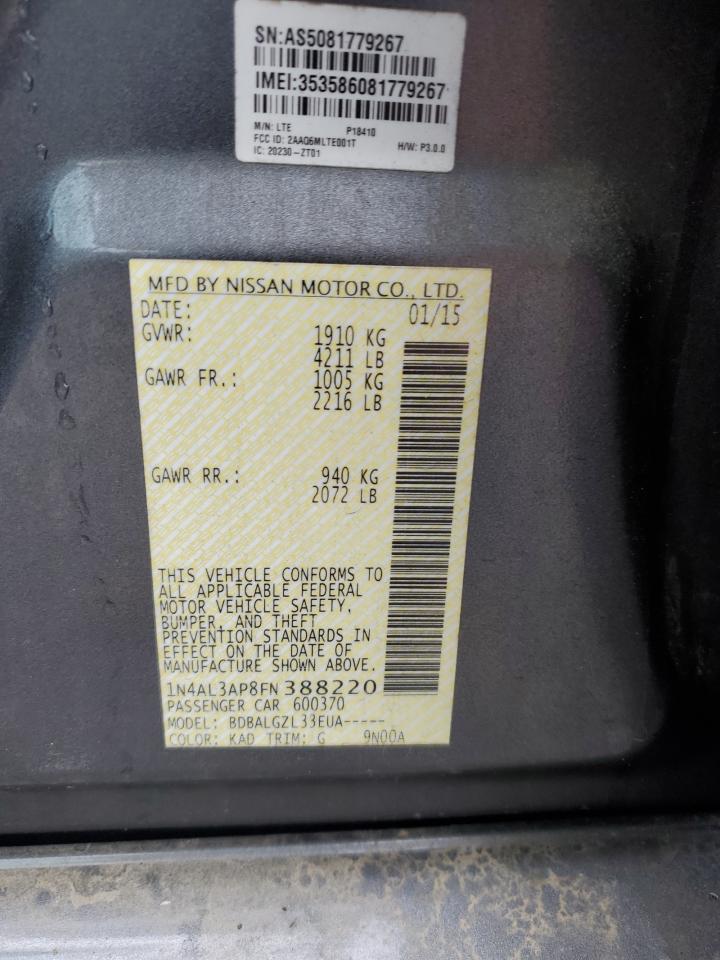 SN:AS5081779267
IMEI:353586081779267
M/N: LTE P18410
FCC ID: 2AAQ6MLTE001T H/W: P3.0.0
IC: 20230-ZT01
MFD BY NISSAN MOTOR CO., LTD.
DATE: 01/15
GVWR: 1910 KG
4211 LB
GAWR FR.: 1005 KG
2216 LB
GAWR RR.: 940 KG
2072 LB
THIS VEHICLE CONFORMS TO
ALL APPLICABLE FEDERAL
MOTOR VEHICLE SAFETY,
BUMPER, AND THEFT
PREVENTION STANDARDS IN
EFFECT ON THE DATE OF
MANUFACTURE SHOWN ABOVE.
1N4AL3AP8FN388220
PASSENGER CAR 600370
MODEL: BDBALGZL33EUA-----
COLOR: KAD TRIM: G 9N00A